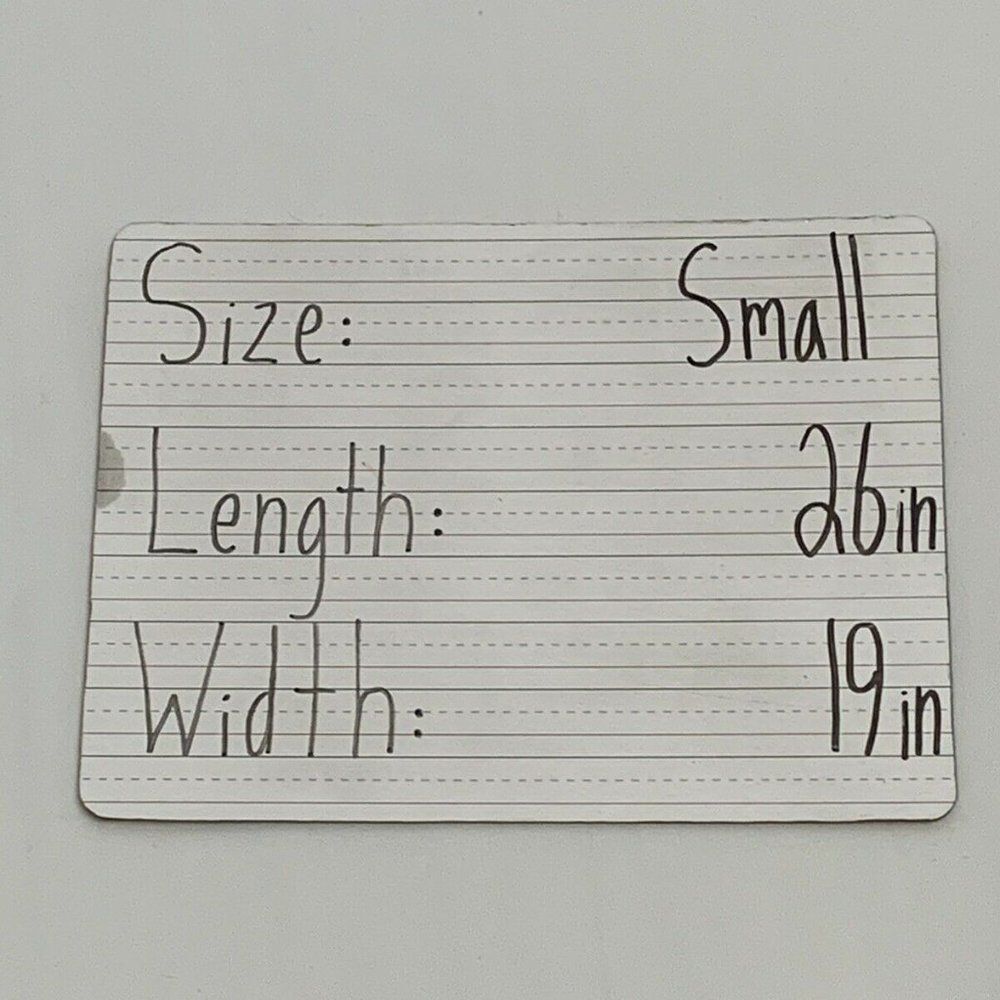 Size: Small
Length: 26in
Width: 19in